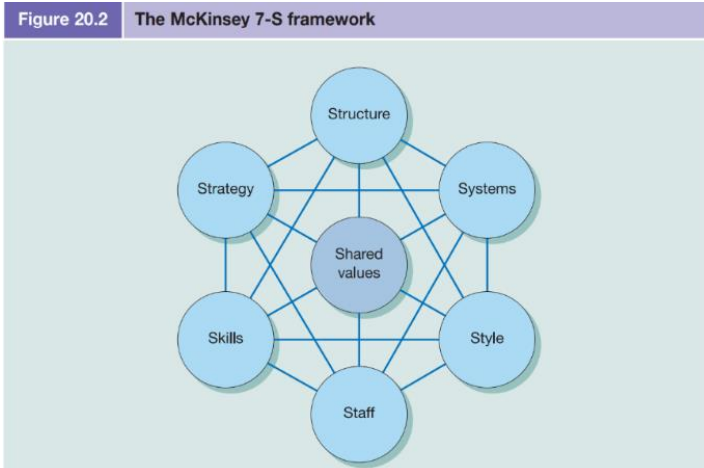 Figure 20.2 The McKinsey 7-S framework
Structure
Strategy
Systems
Shared
values
Skills
Style
Staff